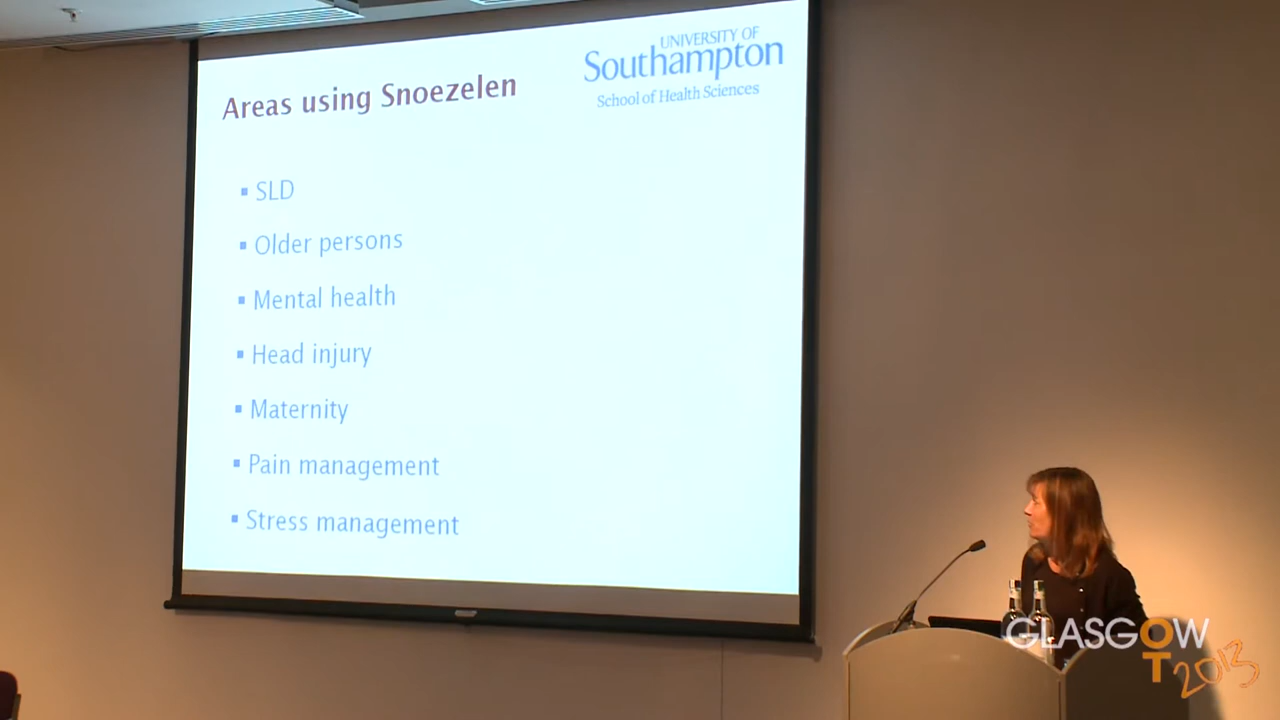 UNIVERSITY OF
Southampton
School of Health Sciences
Areas using Snoezelen
▪ SLD
▪ Older persons
▪ Mental health
▪ Head injury
▪ Maternity
▪ Pain management
▪ Stress management
GLASGOW
OT 2013